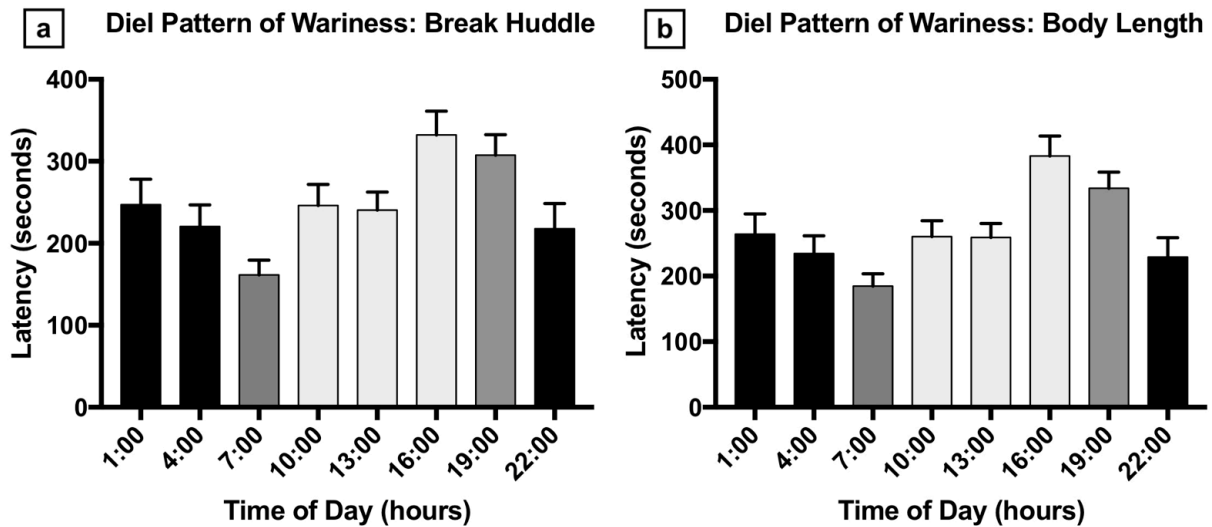 a Diel Pattern of Wariness: Break Huddle
Latency (seconds)
400
300
200
100
0
1:00 4:00 7:00 10:00 13:00 16:00 19:00 22:00
Time of Day (hours)
b Diel Pattern of Wariness: Body Length
Latency (seconds)
500
400
300
200
100
0
1:00 4:00 7:00 10:00 13:00 16:00 19:00 22:00
Time of Day (hours)